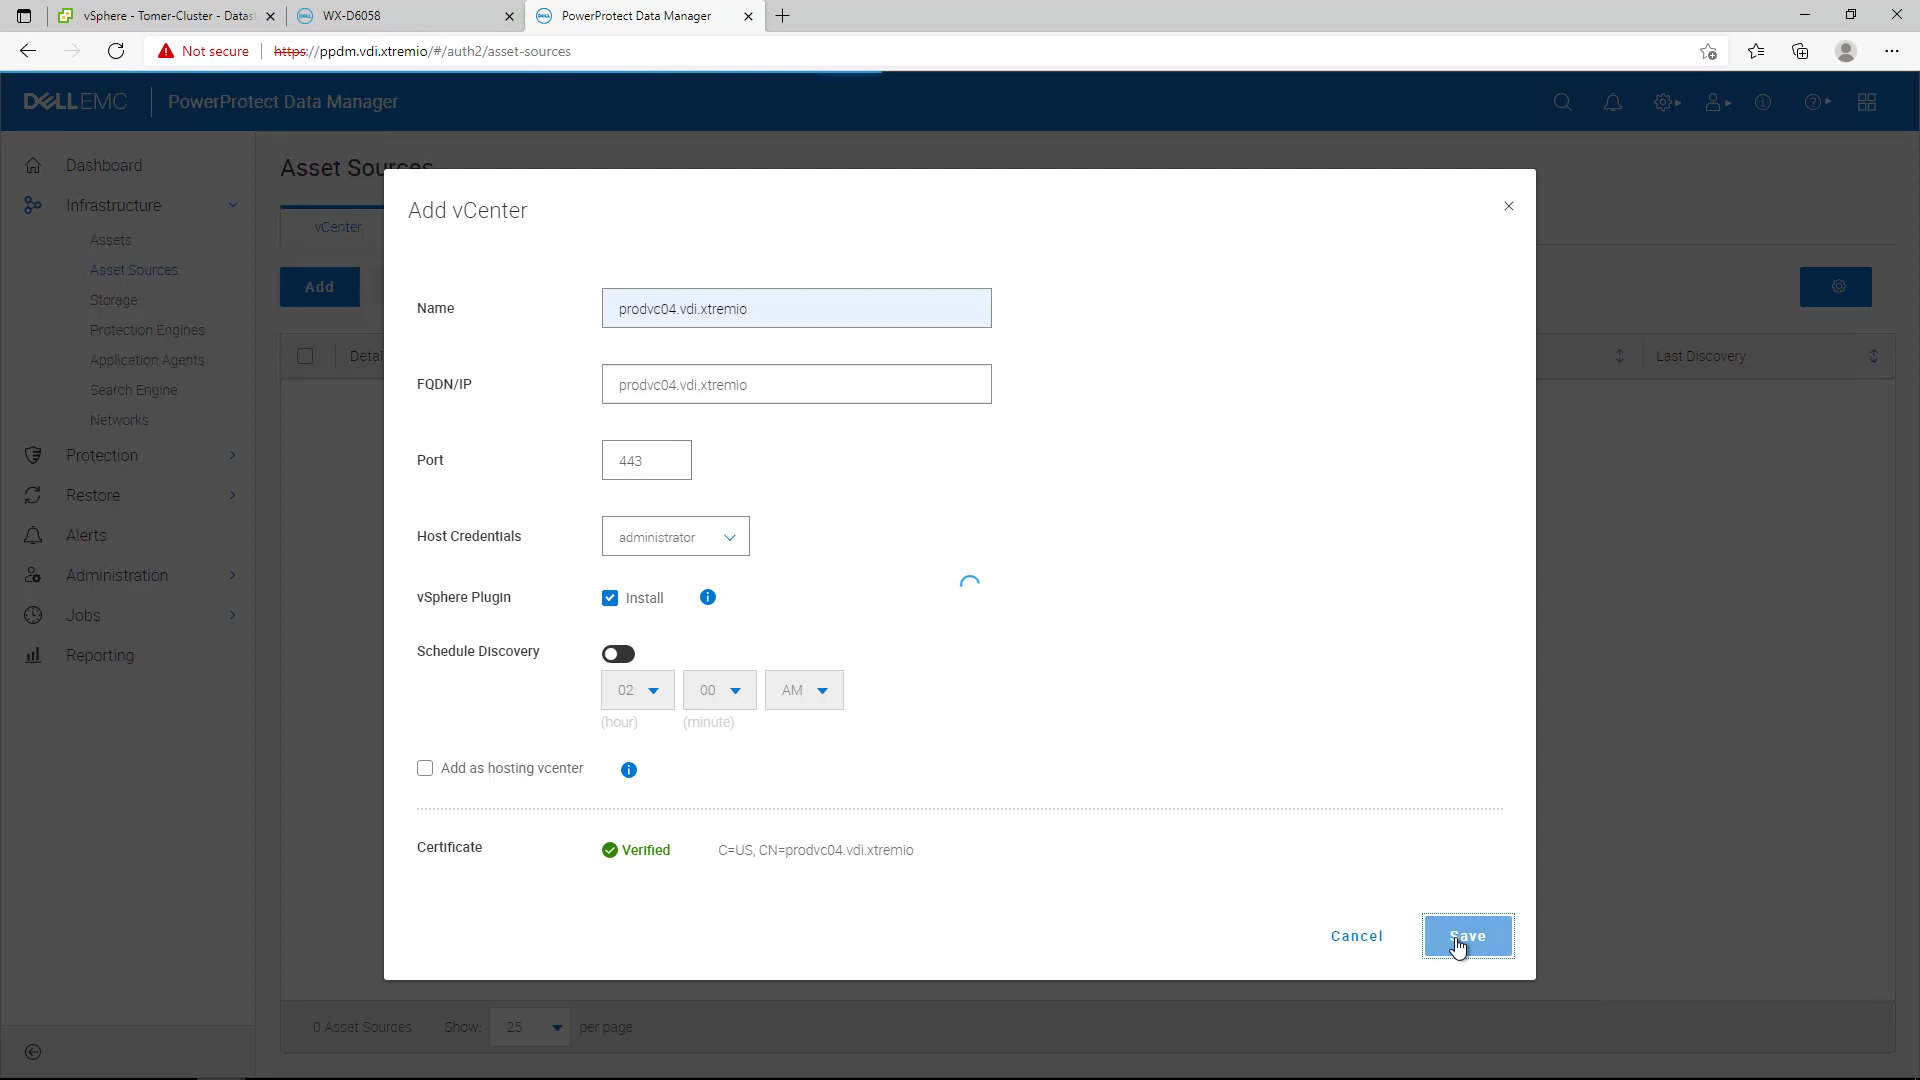 vSphere - Tomer-Cluster - Datast
WX-D6058
PowerProtect Data Manager
Not secure
https://ppdm.vdi.xtremio/#/auth2/asset-sources
DELLEMC
PowerProtect Data Manager
Dashboard
Infrastructure
Assets
Asset Sources
Storage
Protection Engines
Application Agents
Search Engine
Networks
Protection
Restore
Alerts
Administration
Jobs
Reporting
Asset Sources
vCenter
Add
Detai
Last Discovery
Add vCenter
Name
prodvc04.vdi.xtremio
FQDN/IP
prodvc04.vdi.xtremio
Port
443
Host Credentials
administrator
vSphere Plugin
Install
Schedule Discovery
02
00
AM
(hour)
(minute)
Add as hosting vcenter
Certificate
Verified
C=US, CN=prodvc04.vdi.xtremio
Cancel
Save
0 Asset Sources
Show:
25
per page